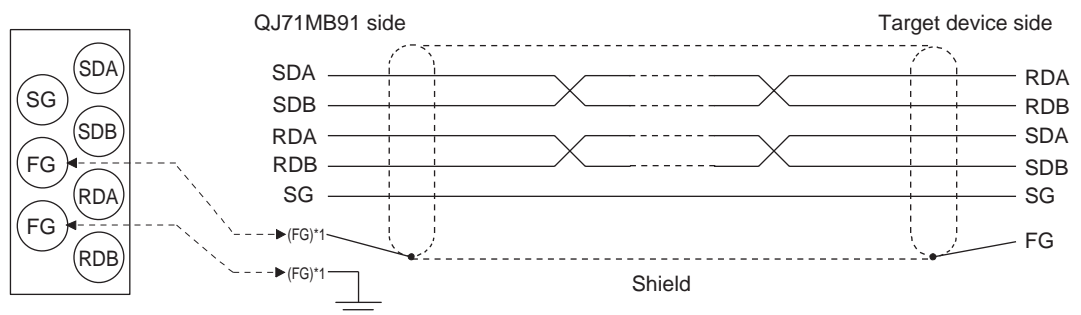 QJ71MB91 side
Target device side
SDA
SG
SDB
FG
RDA
FG
RDB
SDA
RDA
SDB
RDB
RDA
SDA
RDB
SDB
SG
SG
(FG)*1
FG
(FG)*1
Shield